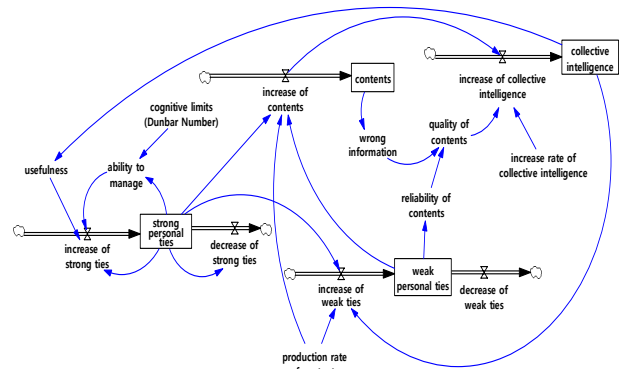 collective
intelligence
contents
increase of
contents
increase of collective
intelligence
cognitive limits
(Dunbar Number)
wrong
information
quality of
contents
usefulness
ability to
manage
increase rate of
collective intelligence
reliability of
contents
strong
personal
ties
increase of
strong ties
decrease of
strong ties
weak
personal ties
increase of
weak ties
decrease of
weak ties
production rate